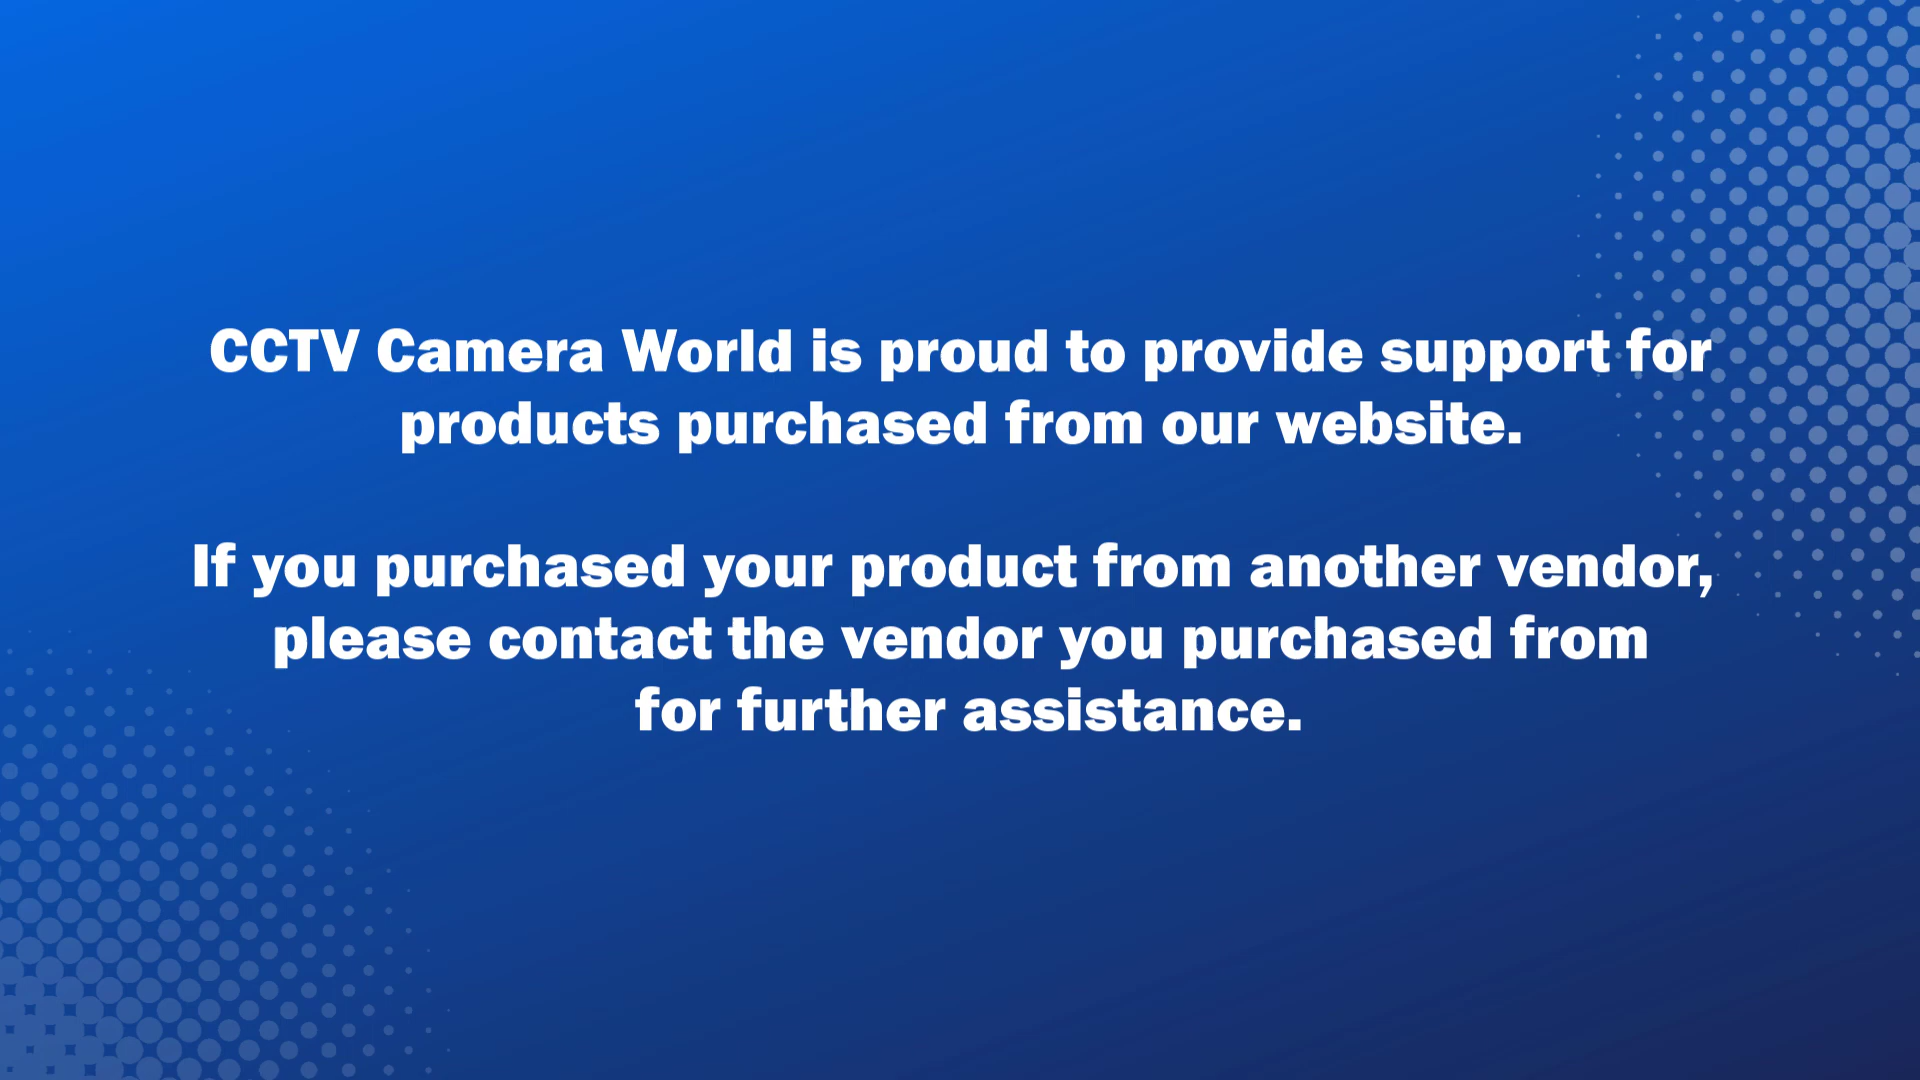 CCTV Camera World is proud to provide support for
products purchased from our website.
If you purchased your product from another vendor,
please contact the vendor you purchased from
for further assistance.